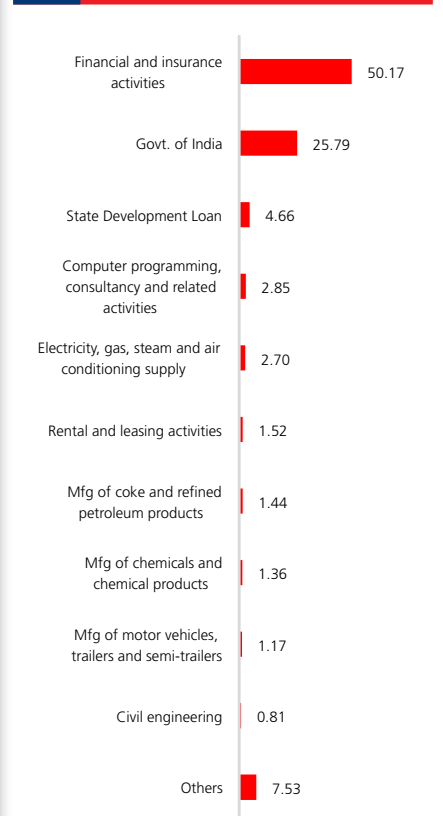 Financial and insurance
activities
50.17
Govt. of India
25.79
State Development Loan
4.66
Computer programming,
consultancy and related
activities
2.85
Electricity, gas, steam and air
conditioning supply
2.70
Rental and leasing activities
1.52
Mfg of coke and refined
petroleum products
1.44
Mfg of chemicals and
chemical products
1.36
Mfg of motor vehicles,
trailers and semi-trailers
1.17
Civil engineering
0.81
Others
7.53